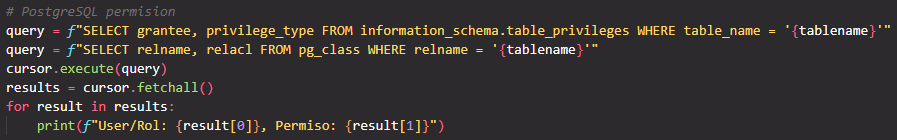 # PostgreSQL permision
query = f"SELECT grantee, privilege_type FROM information_schema.table_privileges WHERE table_name = '{tablename}'"
query = f"SELECT relname, relacl FROM pg_class WHERE relname = '{tablename}'"
cursor.execute(query)
results = cursor.fetchall()
for result in results:
    print(f"User/Rol: {result[0]}, Permiso: {result[1]}")